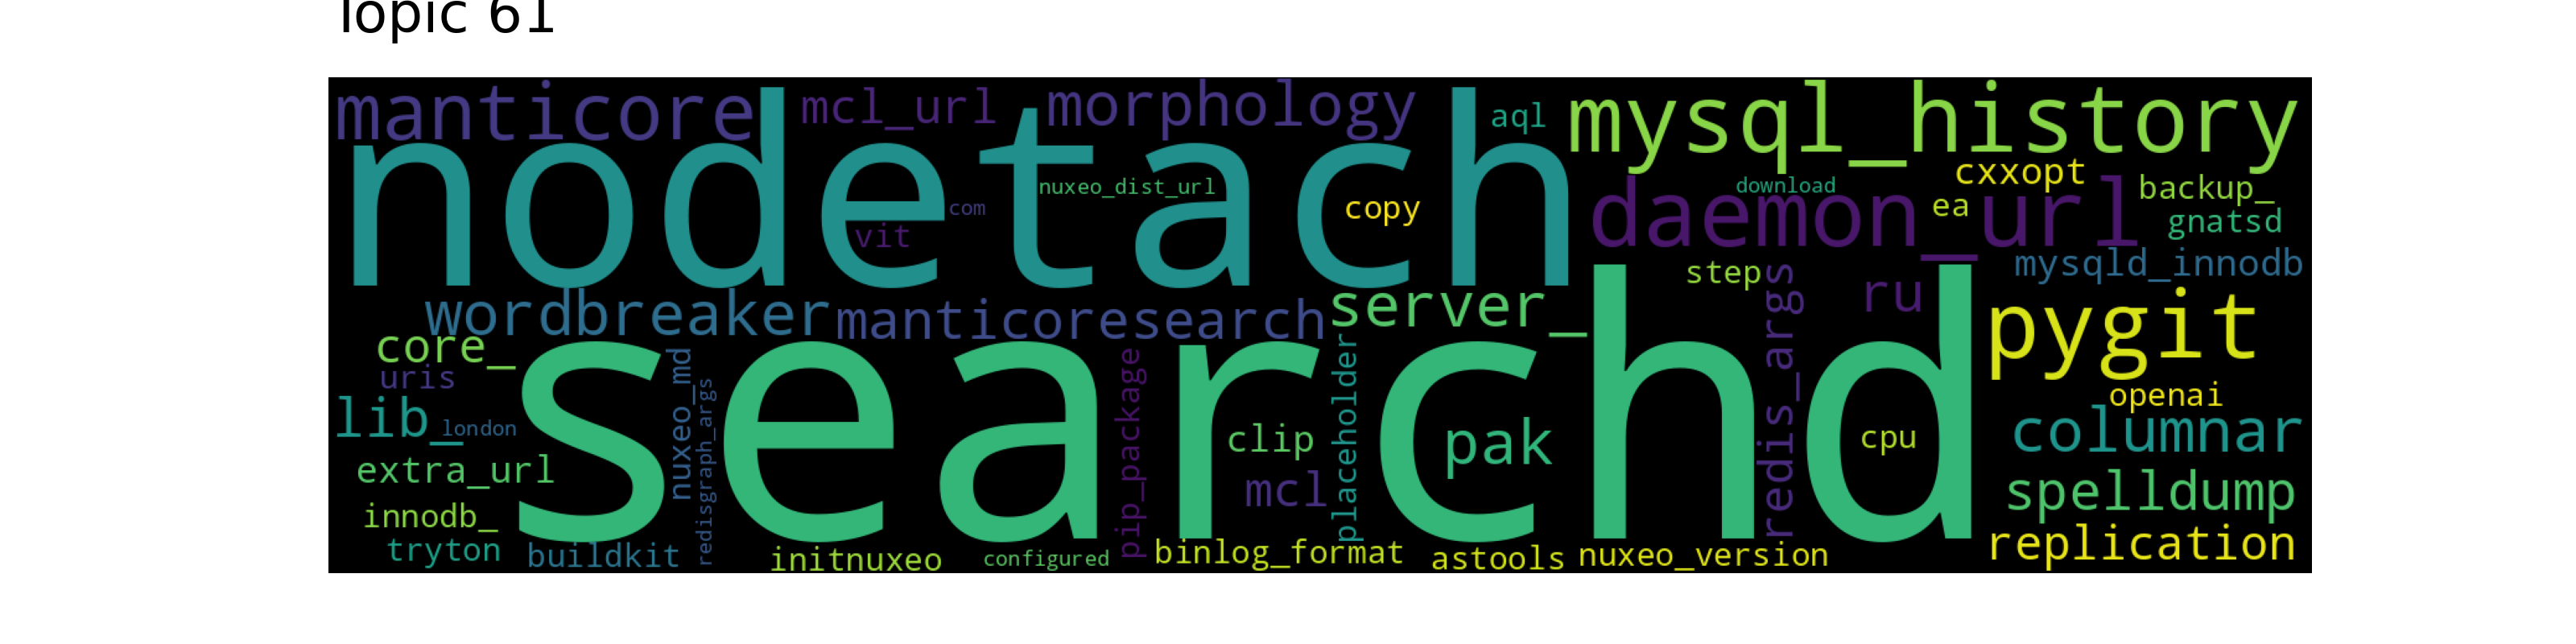 Topic 61
manticore
mcl_url
morphology
aql
mysql_history
nodetach
nuxeo_dist_url
com
vit
copy
cxxopt
download
daemon_url
ea
backup_
gnatsd
mysqld_innodb
step
ru
wordbreaker
manticoresearch
server_
pygit
core_
uris
searchd
nuxeo_md
redisgraph_args
pip_package
placeholder
redis_args
openai
lib_
london
clip
pak
cpu
columnar
extra_url
mcl
spelldump
innodb_
tryton
buildkit
initnuxeo
configured
binlog_format
astools
nuxeo_version
replication